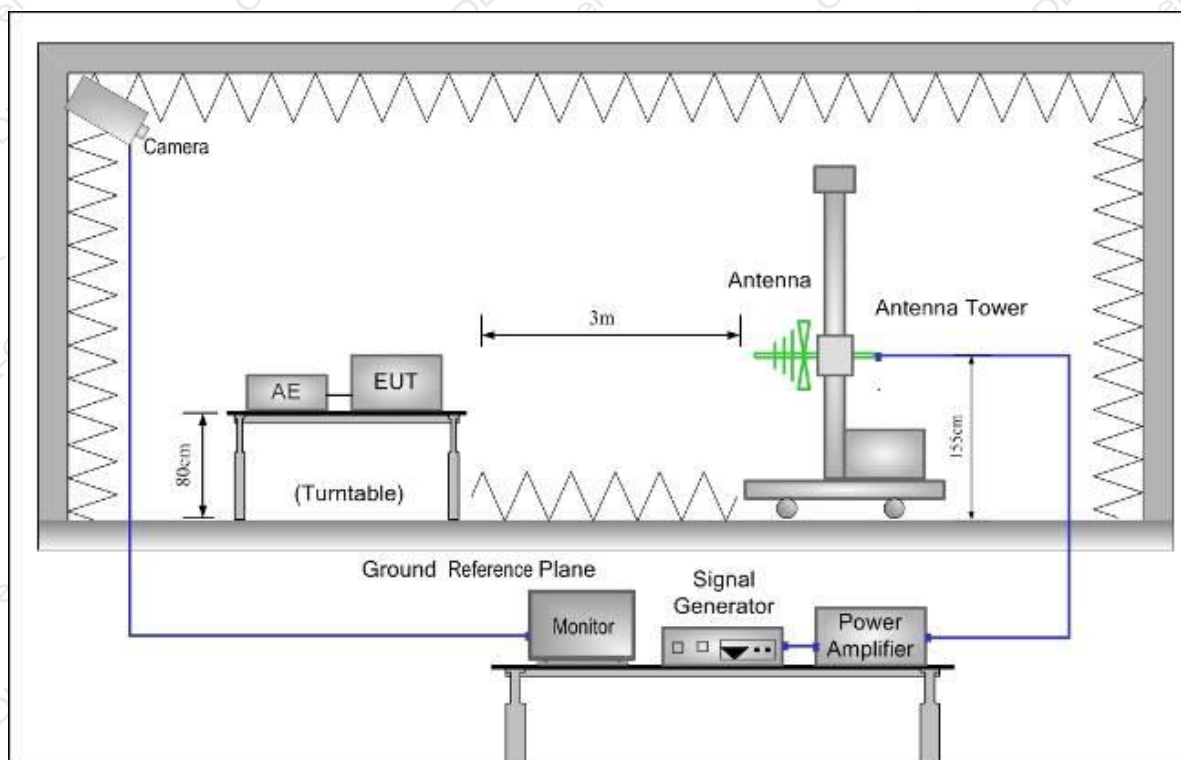 Camera
Antenna
3m
Antenna Tower
AE
EUT
80cm
155cm
(Turntable)
Ground Reference Plane
Signal
Generator
Monitor
Power
Amplifier